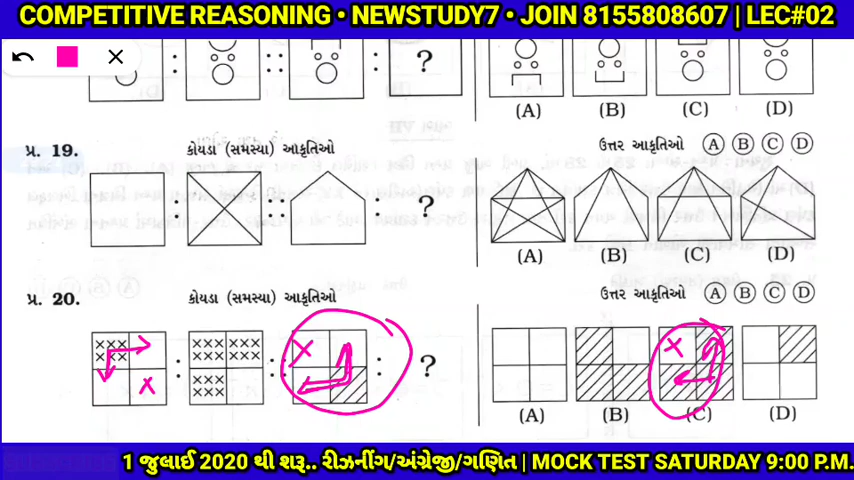 COMPETITIVE REASONING • NEWSTUDY7 • JOIN 8155808607 | LEC#02
: :: : ?
(A) (B) (C) (D)
પ્ર. 19. કોયડા (સમસ્યા) આકૃતિઓ ઉત્તર આકૃતિઓ A B C D
: :: : ?
(A) (B) (C) (D)
પ્ર. 20. કોયડા (સમસ્યા) આકૃતિઓ ઉત્તર આકૃતિઓ A B C D
: :: : ?
(A) (B) (C) (D)
1 જુલાઈ 2020 થી શરૂ.. રીઝનીંગ/અંગ્રેજી/ગણિત | MOCK TEST SATURDAY 9:00 P.M.